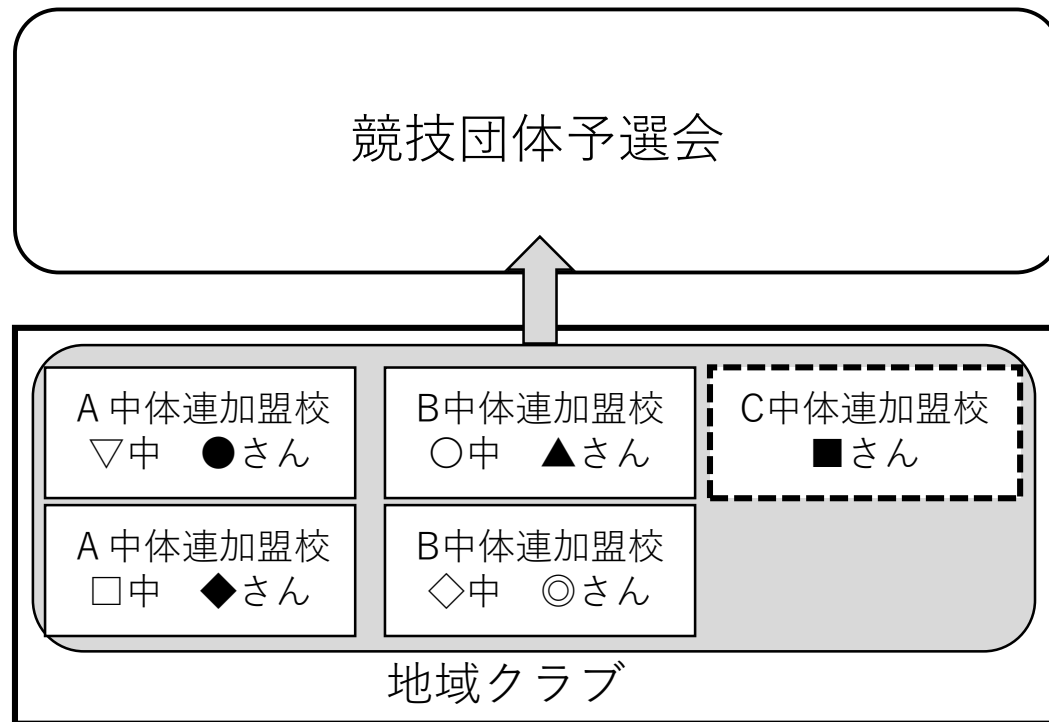 競技団体予選会
A 中体連加盟校
▽中 ●さん
B中体連加盟校
○中 ▲さん
C中体連加盟校
■さん
A 中体連加盟校
□中 ◆さん
B中体連加盟校
◇中 ◎さん
地域クラブ